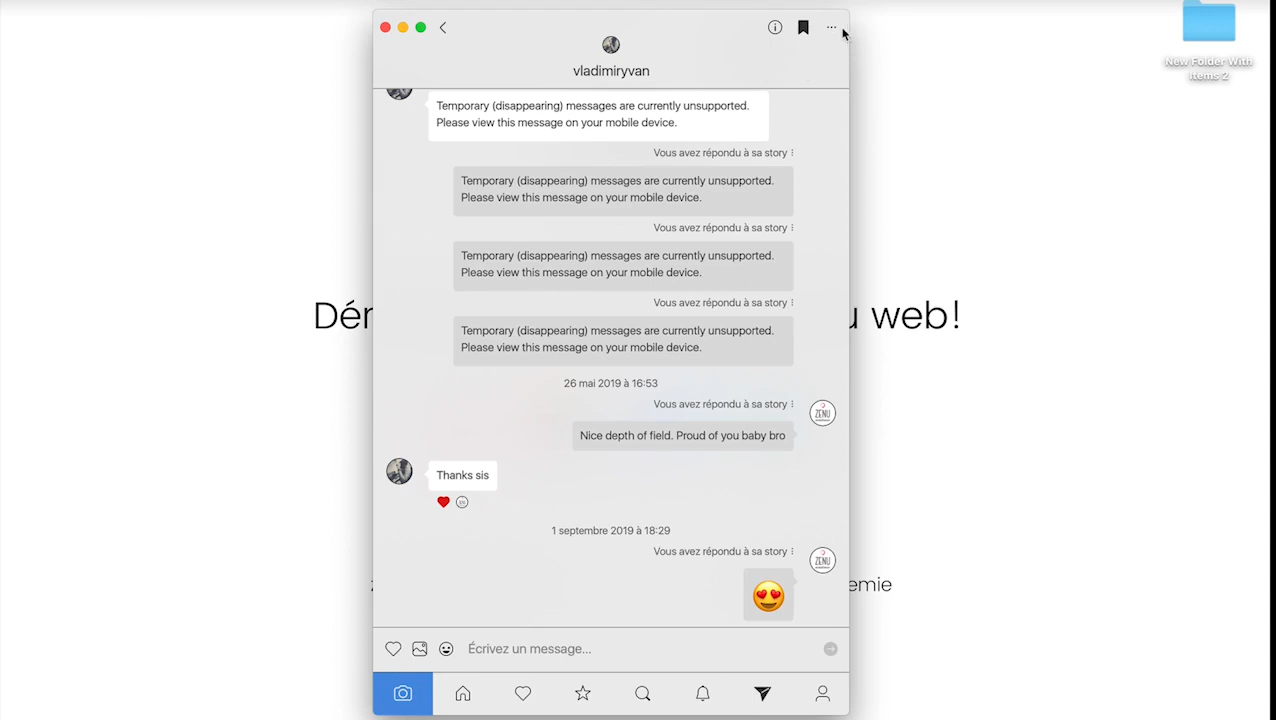 New Folder With
Items 2
vladimiryvan
Temporary (disappearing) messages are currently unsupported.
Please view this message on your mobile device.
Vous avez répondu à sa story
Temporary (disappearing) messages are currently unsupported.
Please view this message on your mobile device.
Vous avez répondu à sa story
Temporary (disappearing) messages are currently unsupported.
Please view this message on your mobile device.
Vous avez répondu à sa story
Temporary (disappearing) messages are currently unsupported.
Please view this message on your mobile device.
web!
26 mai 2019 à 16:53
Vous avez répondu à sa story
ZENU
Nice depth of field. Proud of you baby bro
Thanks sis
1 septembre 2019 à 18:29
Vous avez répondu à sa story
ZENU
Écrivez un message...